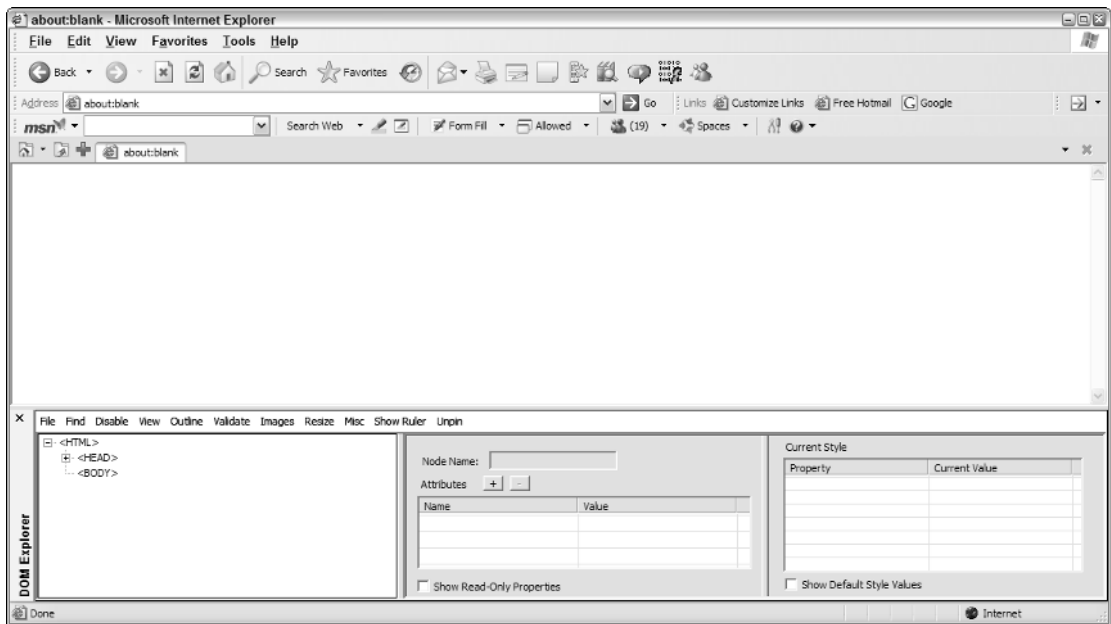 about:blank - Microsoft Internet Explorer
File Edit View Favorites Tools Help
Back Search Favorites
Address about:blank Go Links Customize Links Free Hotmail Google
msn Search Web Form Fill Allowed (19) Spaces
about:blank
File Find Disable View Outline Validate Images Resize Misc Show Ruler Unpin
DOM Explorer
<HTML>
<HEAD>
<BODY>
Node Name:
Attributes + -
Name Value
Show Read-Only Properties
Current Style
Property Current Value
Show Default Style Values
Done Internet